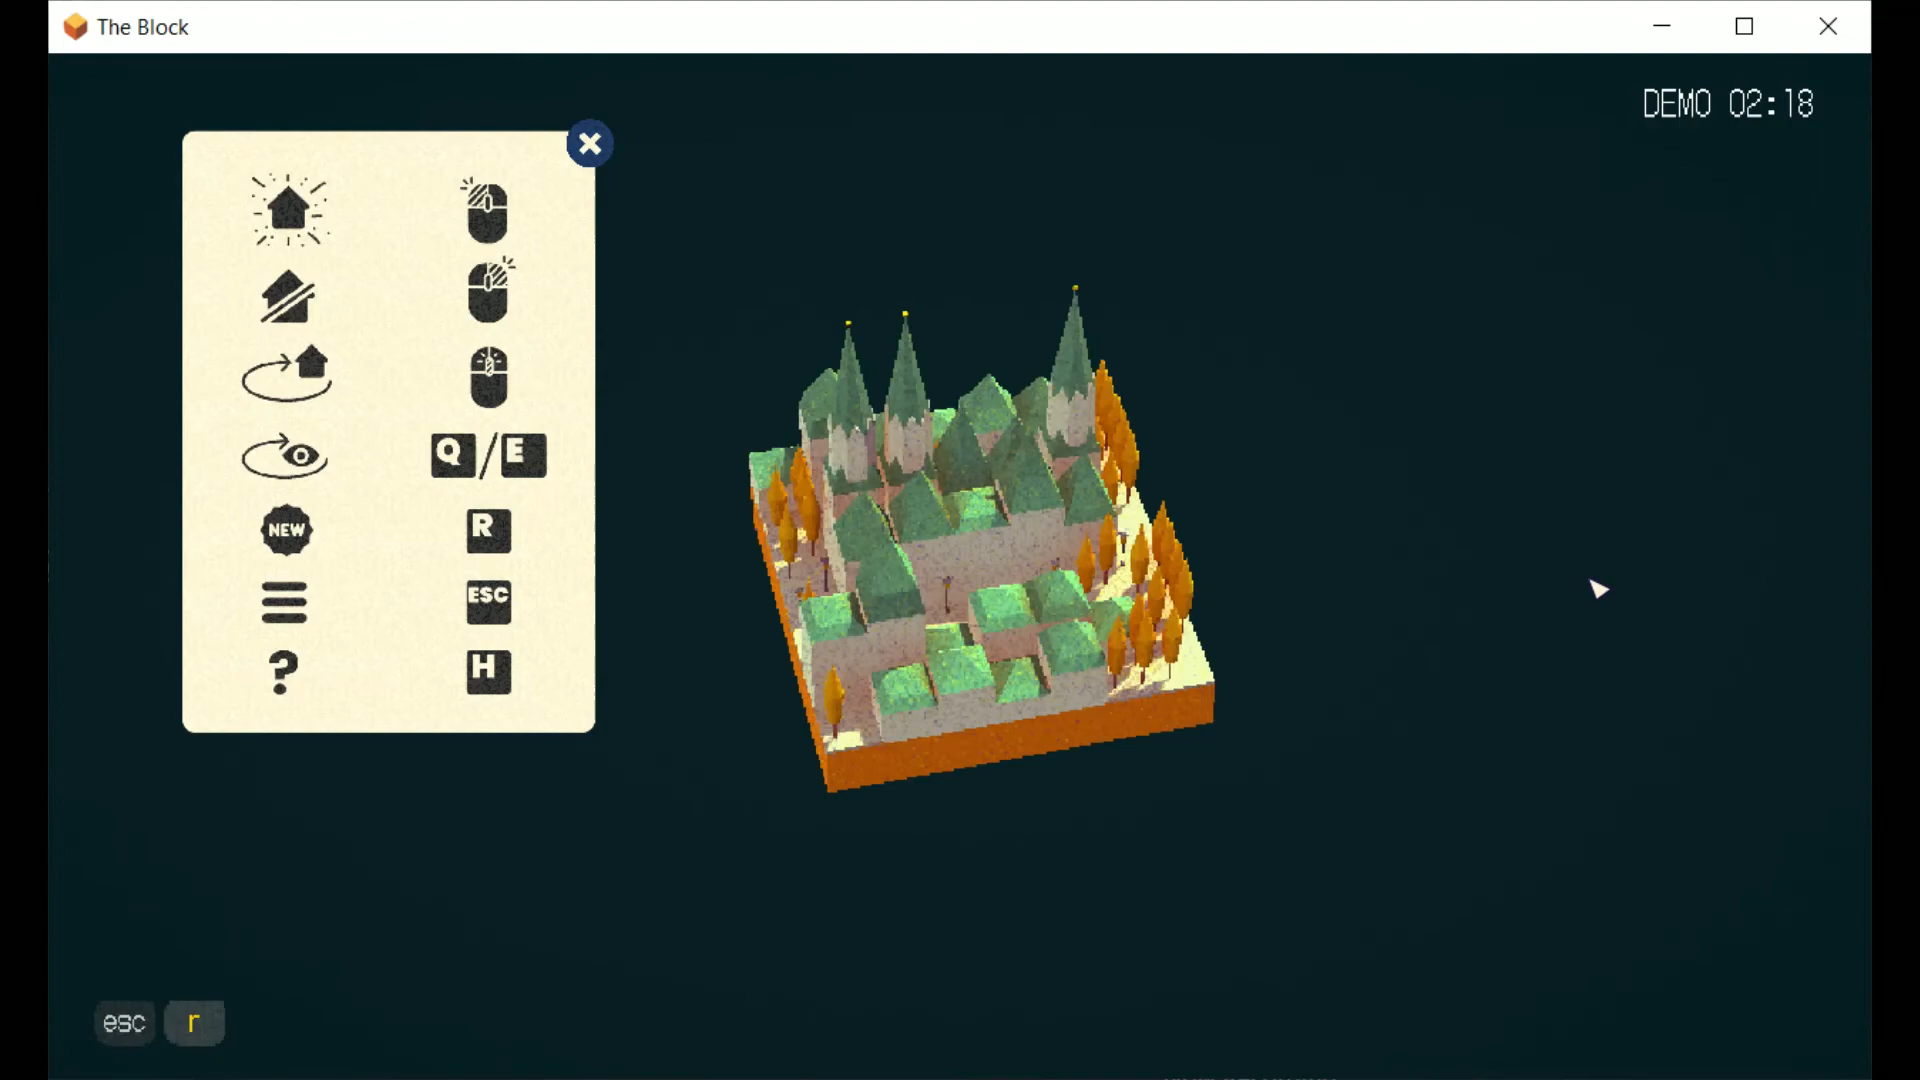 The Block
DEMO 02:18
Q/E
NEW R
ESC
? H
esc r